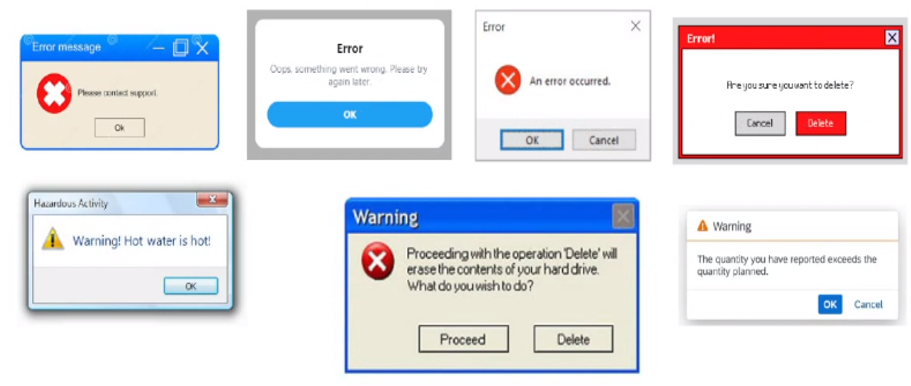 Error message
Please contact support.
Ok
Error
Oops, something went wrong. Please try
again later.
OK
Error
An error occurred.
OK
Cancel
Error!
Are you sure you want to delete?
Cancel
Delete
Hazardous Activity
Warning! Hot water is hot!
OK
Warning
Proceeding with the operation 'Delete' will
erase the contents of your hard drive.
What do you wish to do?
Proceed
Delete
Warning
The quantity you have reported exceeds the
quantity planned.
OK
Cancel